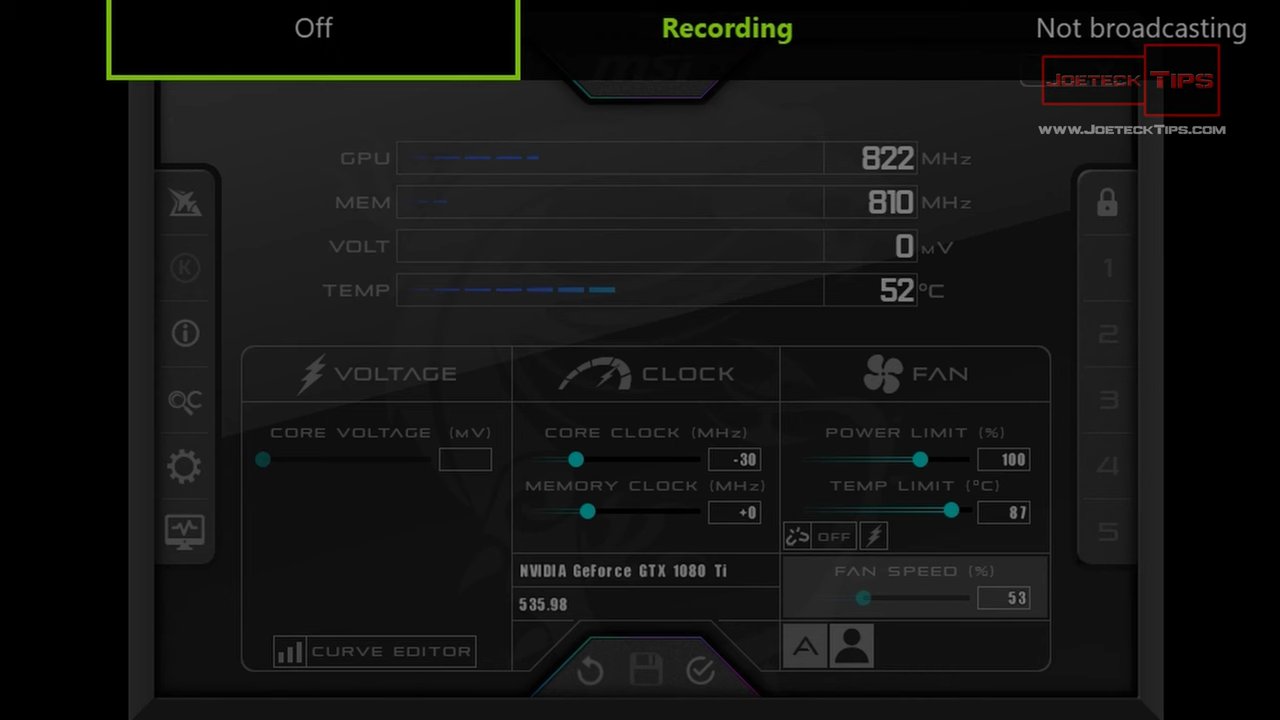 Off
Recording
Not broadcasting
msi
JOETECK TIPS
WWW.JOETECKTIPS.COM
GPU 822 MHz
MEM 810 MHz
VOLT 0 MV
TEMP 52 °C
K
i
OC
1
2
3
4
5
VOLTAGE
CORE VOLTAGE (MV)
CLOCK
CORE CLOCK (MHz)
-30
MEMORY CLOCK (MHz)
+0
NVIDIA GeForce GTX 1080 Ti
535.98
FAN
POWER LIMIT (%)
100
TEMP LIMIT (°C)
87
OFF
FAN SPEED (%)
53
A
CURVE EDITOR